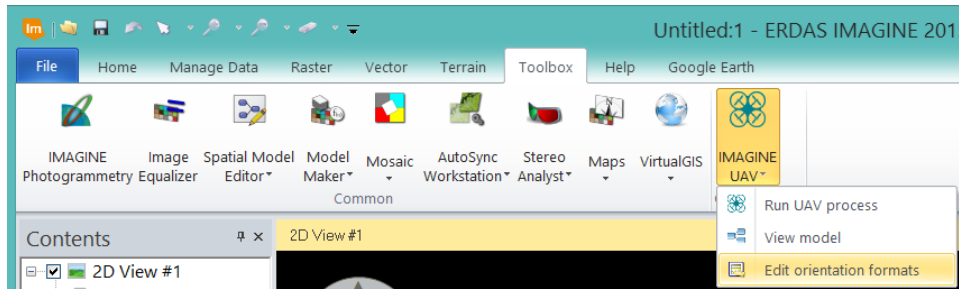 Im
Untitled:1 - ERDAS IMAGINE 201
File Home Manage Data Raster Vector Terrain Toolbox Help Google Earth
IMAGINE Photogrammetry
Image Equalizer
Spatial Model Editor
Model Maker
Mosaic
AutoSync Workstation
Stereo Analyst
Maps
VirtualGIS
IMAGINE UAV
Common
Run UAV process
View model
Edit orientation formats
Contents
2D View #1
2D View #1